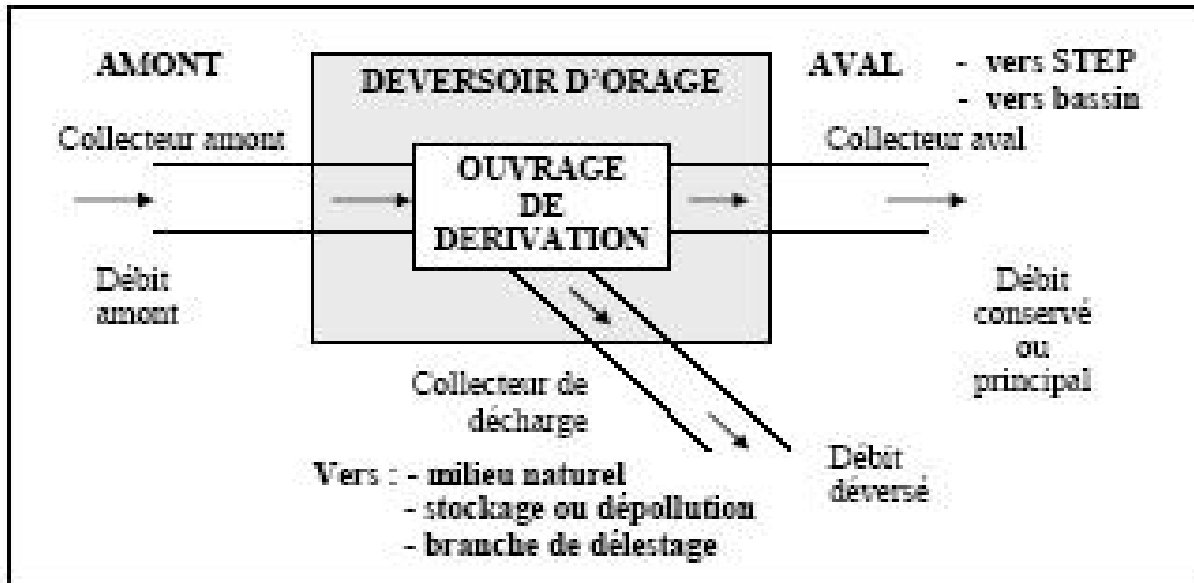 AMONT
DEVERSOIR D'ORAGE
AVAL - vers STEP
- vers bassin
Collecteur amont
Collecteur aval
OUVRAGE
DE
DERIVATION
Débit
amont
Débit
conservé
ou
principal
Collecteur de
décharge
Vers : - milieu naturel
- stockage ou dépollution
- branche de délestage
Débit
déversé